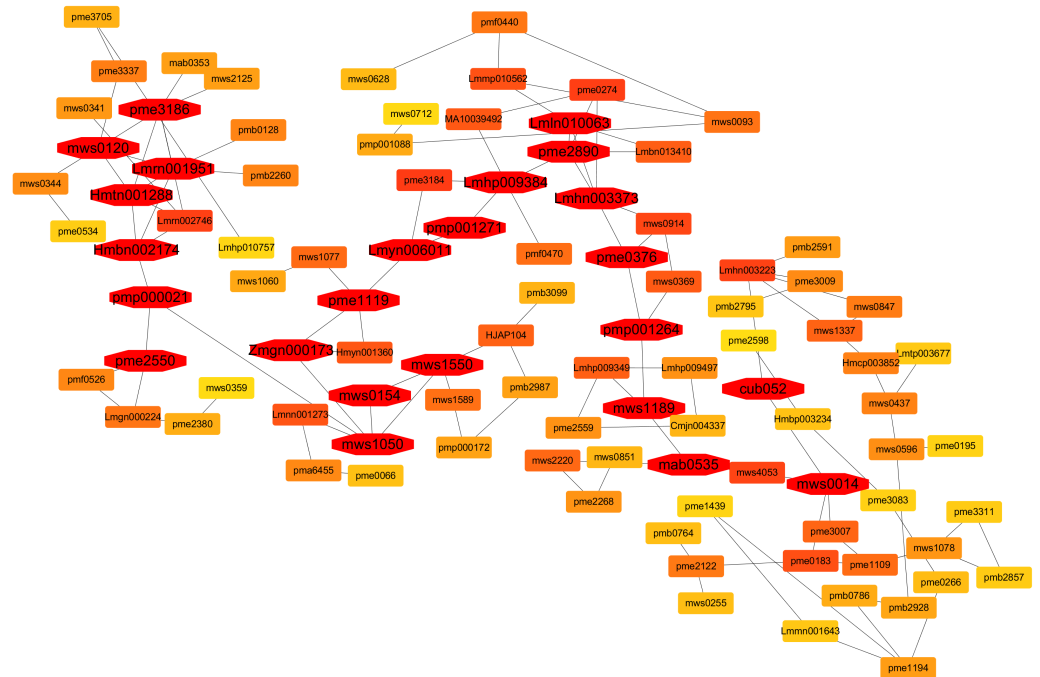 pme3705
pmf0440
pme3337
mab0353
mws2125
mws0628
Lmmp010562
pme0274
mws0341
pme3186
mws0712
MA10039492
Lmln010063
mws0093
pmb0128
pmp001088
mws0120
pme2890
Lmbn013410
Lmm001951
pmb2260
mws0344
Hmtn001288
pme3184
Lmhp009384
Lmhn003373
Lmrn002746
mws0914
pme0534
pmp001271
Hmbn002174
Lmhp010757
Lmyn006011
pmf0470
pme0376
pmb2591
mws1077
mws1060
Lmhn003223
pme3009
mws0369
pmb3099
pmp000021
pme1119
pmb2795
mws0847
HJAP104
pmp001264
mws1337
pme2598
Zmgn000173
Hmyn001360
Lmtp003677
pme2550
mws1550
Hmcp003852
Lmhp009349
Lmhp009497
pmf0526
mws0359
pmb2987
cub052
mws0154
mws1589
mws0437
mws1189
Lmgn000224
pme2380
Lmnn001273
Hmbp003234
pme2559
Cmjn004337
mws1050
pmp000172
mws0596
pme0195
mws2220
mws0851
mab0535
pma6455
pme0066
mws4053
mws0014
pme2268
pme3083
pme1439
pme3311
pmb0764
pme3007
mws1078
pme2122
pme0183
pme1109
pmb2857
pme0266
mws0255
pmb0786
pmb2928
Lmmn001643
pme1194